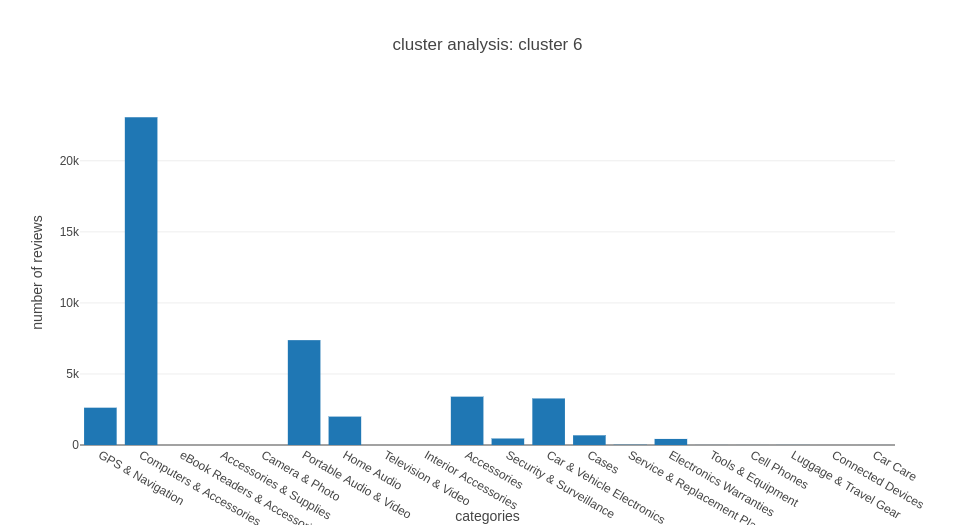 cluster analysis: cluster 6
number of reviews
20k
15k
10k
5k
0
GPS & Navigation
Computers & Accessories
eBook Readers & Accessori
Accessories & Supplies
Camera & Photo
Portable Audio & Video
Home Audio
Television & Video
Interior Accessories
Accessories
Security & Surveillance
Car & Vehicle Electronics
Cases
Service & Replacement Pla
Electronics Warranties
Tools & Equipment
Cell Phones
Luggage & Travel Gear
Connected Devices
Car Care
categories